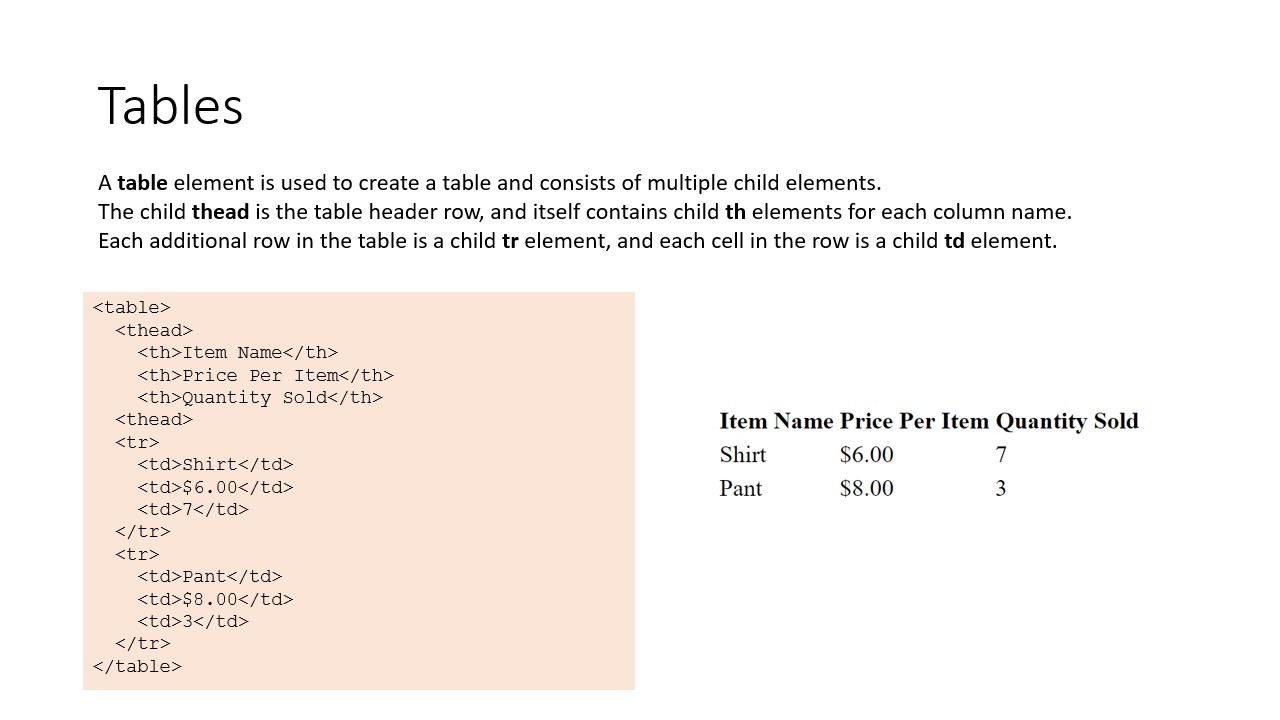 Tables
A table element is used to create a table and consists of multiple child elements.
The child thead is the table header row, and itself contains child th elements for each column name.
Each additional row in the table is a child tr element, and each cell in the row is a child td element.
<table>
  <thead>
    <th>Item Name</th>
    <th>Price Per Item</th>
    <th>Quantity Sold</th>
  <thead>
  <tr>
    <td>Shirt</td>
    <td>$6.00</td>
    <td>7</td>
  </tr>
  <tr>
    <td>Pant</td>
    <td>$8.00</td>
    <td>3</td>
  </tr>
</table>
Item Name Price Per Item Quantity Sold
Shirt $6.00 7
Pant $8.00 3